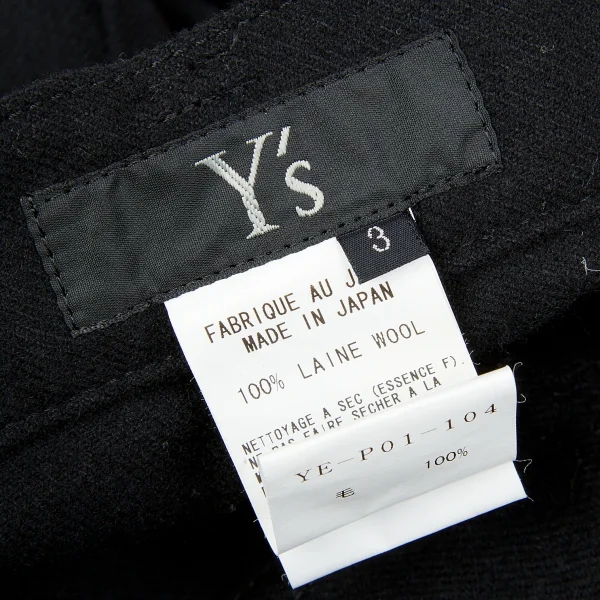 Y's
3
FABRIQUE AU J
MADE IN JAPAN
100% LAINE WOOL
NETTOYAGE A SEC (ESSENCE F).
NE PAS FAIRE SECHER A LA
YE-P01-104
毛 100%